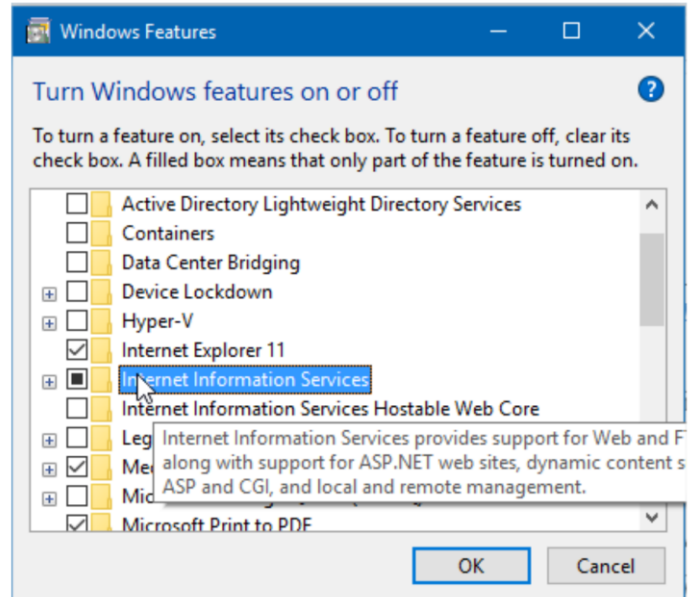 Windows Features
Turn Windows features on or off
?
To turn a feature on, select its check box. To turn a feature off, clear its
check box. A filled box means that only part of the feature is turned on.
Active Directory Lightweight Directory Services
Containers
Data Center Bridging
Device Lockdown
Hyper-V
Internet Explorer 11
Internet Information Services
Internet Information Services Hostable Web Core
Leg
Internet Information Services provides support for Web and F
Me
along with support for ASP.NET web sites, dynamic content s
Mic
ASP and CGI, and local and remote management.
Microsoft Print to PDF
OK
Cancel